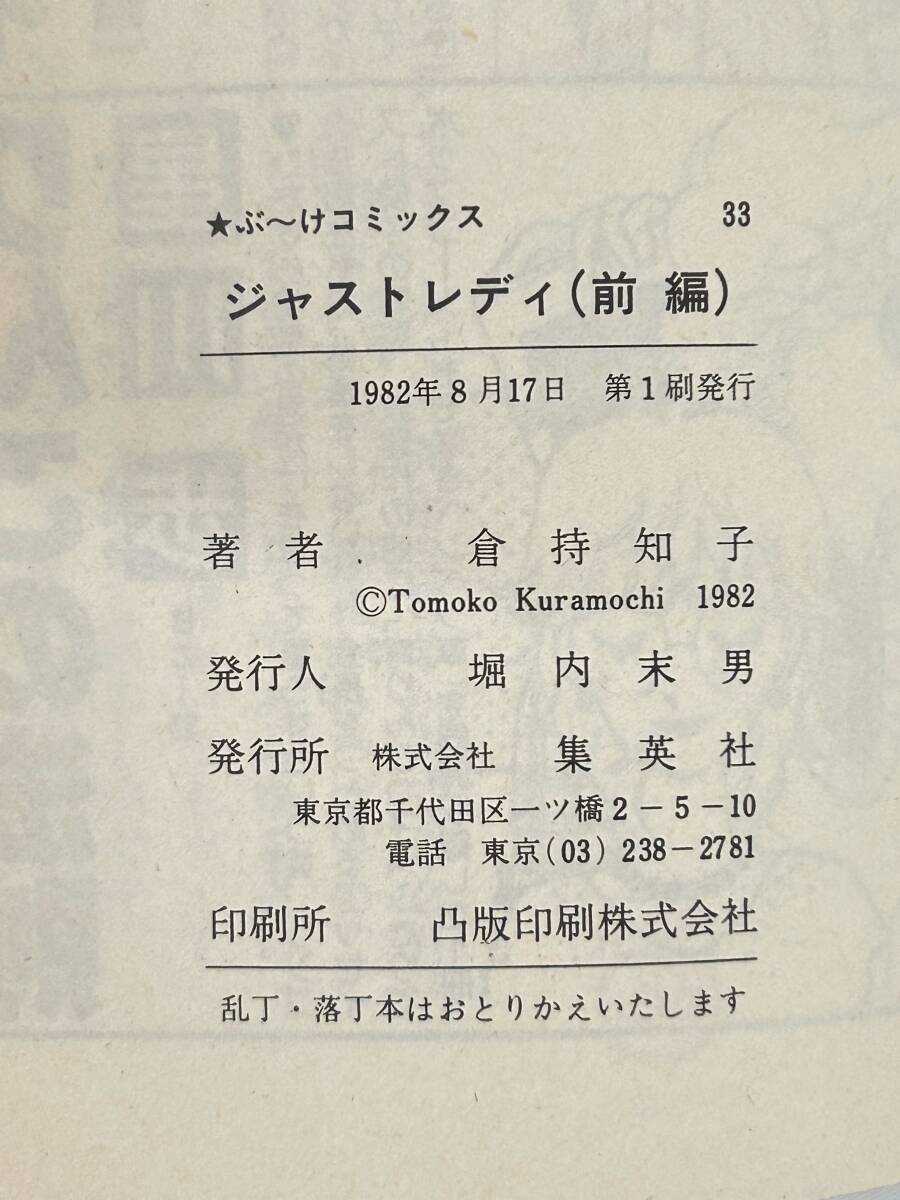 ★ぶ〜けコミックス 33
ジャストレディ(前編)
1982年8月17日 第1刷発行
著者 倉持知子
©Tomoko Kuramochi 1982
発行人 堀内末男
発行所 株式会社 集英社
東京都千代田区一ツ橋2-5-10
電話 東京(03)238-2781
印刷所 凸版印刷株式会社
乱丁・落丁本はおとりかえいたします